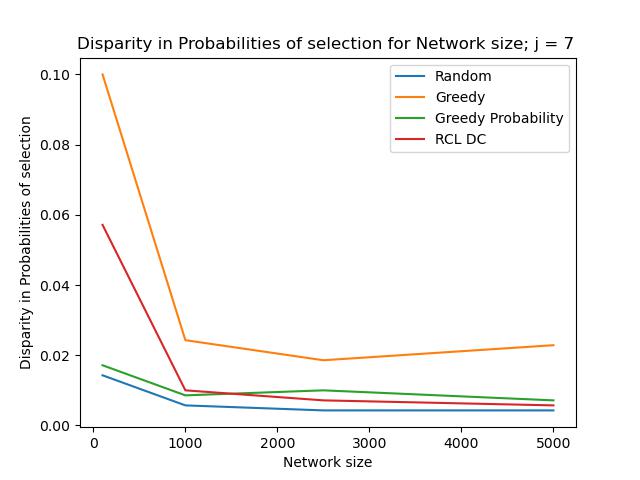 Disparity in Probabilities of selection for Network size; j = 7
Random
Greedy
Greedy Probability
RCL DC
Disparity in Probabilities of selection
0.10
0.08
0.06
0.04
0.02
0.00
0 1000 2000 3000 4000 5000
Network size